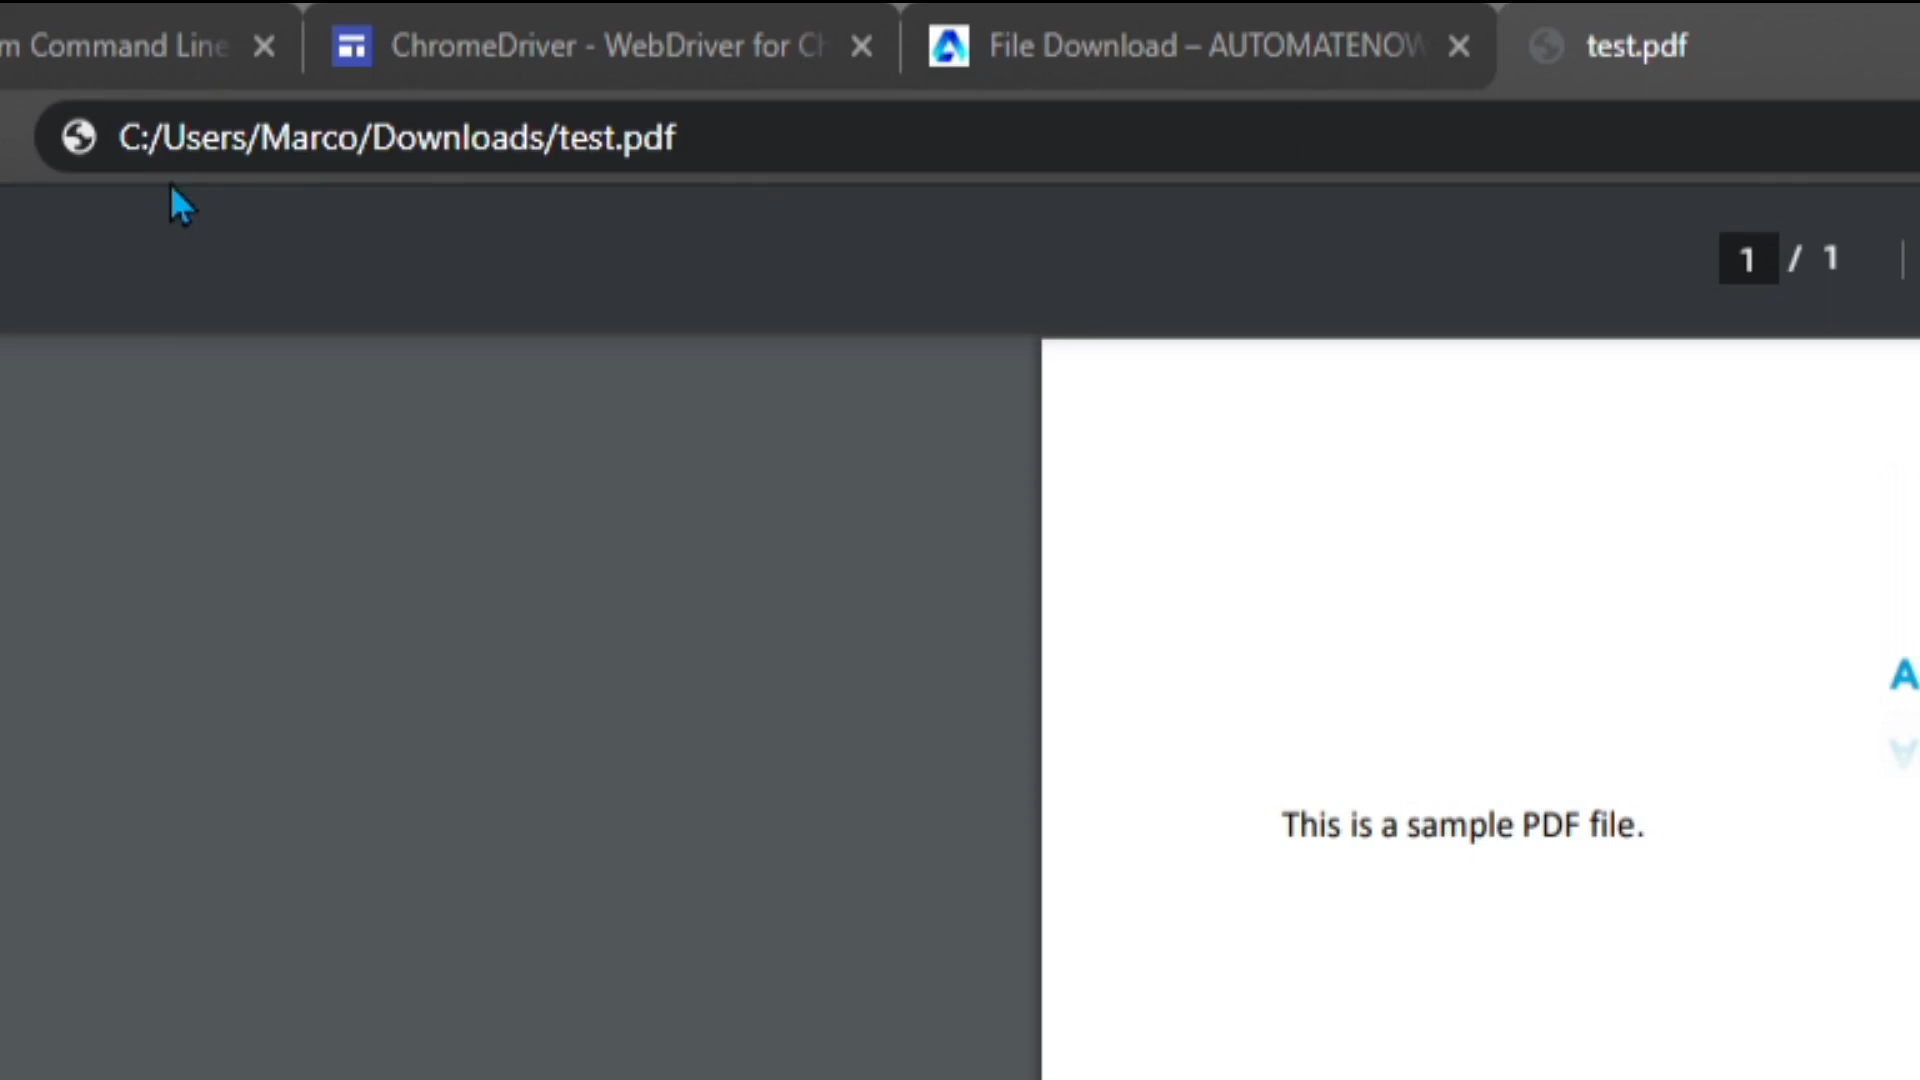 m Command Line
ChromeDriver - WebDriver for Ch
File Download – AUTOMATENOW
test.pdf
C:/Users/Marco/Downloads/test.pdf
1 / 1
A
This is a sample PDF file.